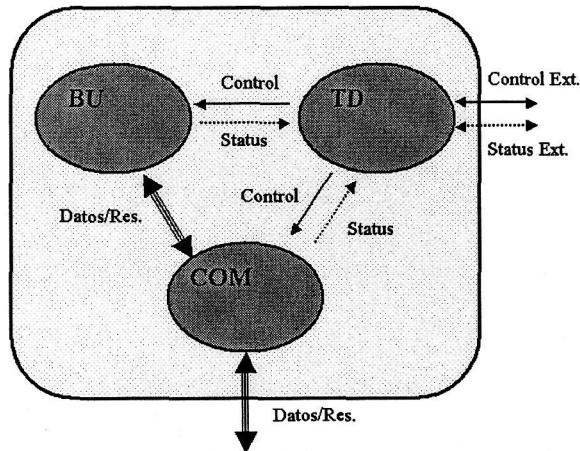 BU
Control
TD
Control Ext.
Status
Status Ext.
Control
Datos/Res.
Status
COM
Datos/Res.